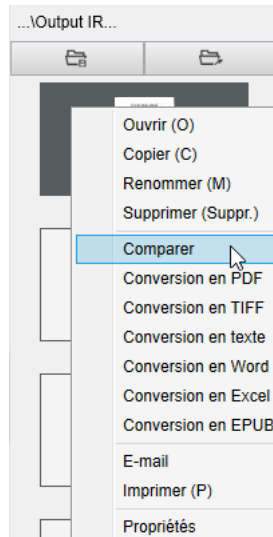 ...\Output IR...
Ouvrir (O)
Copier (C)
Renommer (M)
Supprimer (Suppr.)
Comparer
Conversion en PDF
Conversion en TIFF
Conversion en texte
Conversion en Word
Conversion en Excel
Conversion en EPUB
E-mail
Imprimer (P)
Propriétés